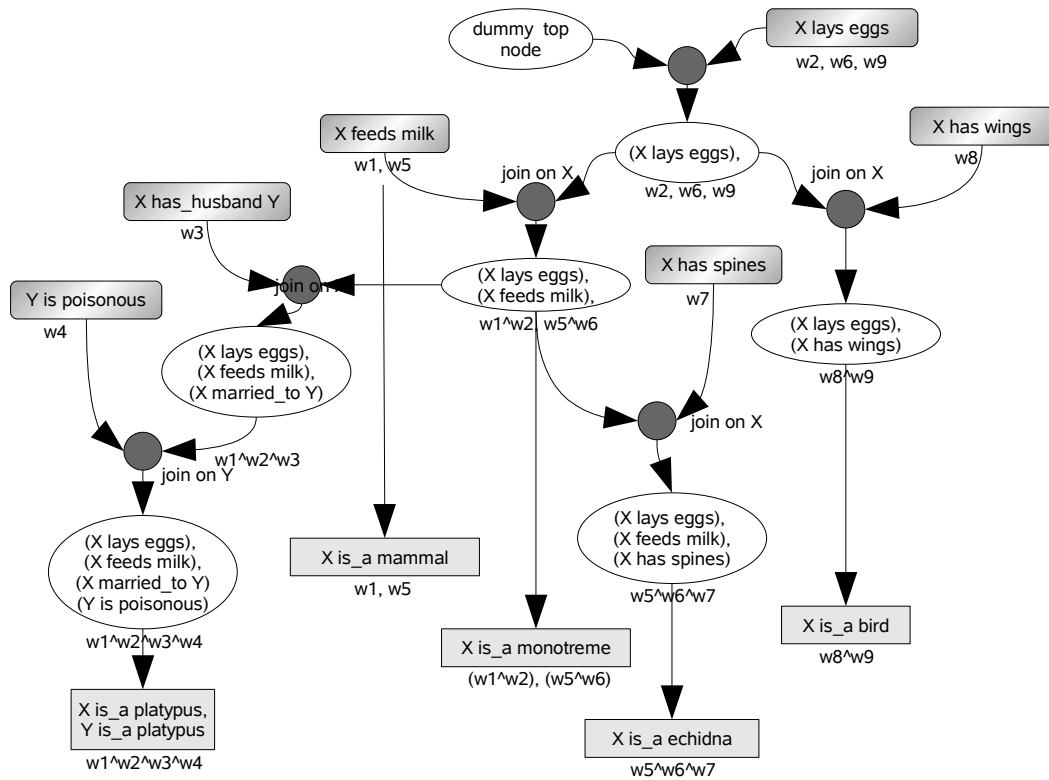 dummy top
node
X lays eggs
w2, w6, w9
X feeds milk
w1, w5
(X lays eggs),
w2, w6, w9
X has wings
w8
join on X
join on X
X has_husband Y
w3
join on
(X lays eggs),
(X feeds milk),
w1^w2, w5^w6
X has spines
w7
Y is poisonous
w4
(X lays eggs),
(X has wings)
w8^w9
(X lays eggs),
(X feeds milk),
(X married_to Y)
w1^w2^w3
join on X
join on Y
(X lays eggs),
(X feeds milk),
(X married_to Y)
(Y is poisonous)
w1^w2^w3^w4
X is_a mammal
w1, w5
(X lays eggs),
(X feeds milk),
(X has spines)
w5^w6^w7
X is_a monotreme
(w1^w2), (w5^w6)
X is_a bird
w8^w9
X is_a platypus,
Y is_a platypus
w1^w2^w3^w4
X is_a echidna
w5^w6^w7